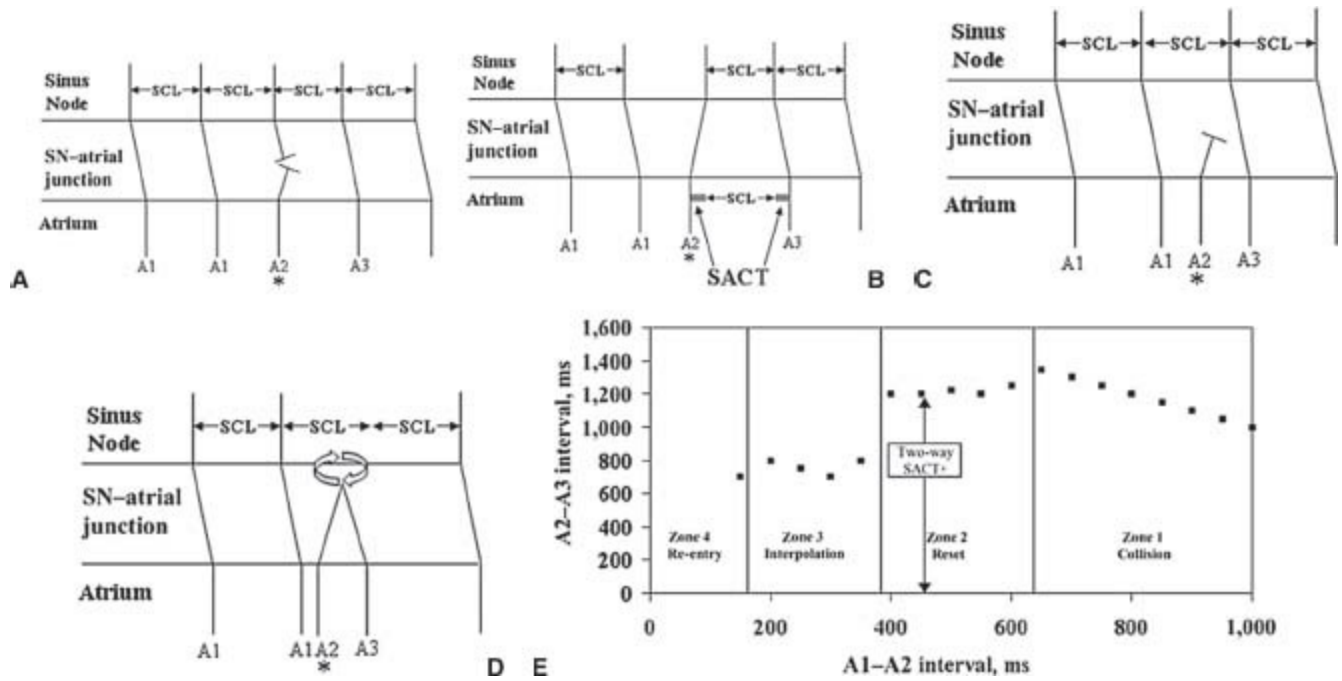 Sinus
Node
SCL SCL SCL SCL
SN–atrial
junction
Atrium
A1 A1 A2 A3
*
A
Sinus
Node
SCL SCL SCL
SN–atrial
junction
Atrium
SCL
A1 A1 A2 A3
*
SACT
B
C
Sinus
Node
SCL SCL SCL
SN–atrial
junction
Atrium
A1 A1 A2 A3
*
Sinus
Node
SCL SCL SCL
SN–atrial
junction
Atrium
A1 A1 A2 A3
*
D
E
A2–A3 interval, ms
1,600
1,400
1,200
1,000
800
600
400
200
0
Two-way
SACT+
Zone 4
Re-entry
Zone 3
Interpolation
Zone 2
Reset
Zone 1
Collision
0 200 400 600 800 1,000
A1–A2 interval, ms